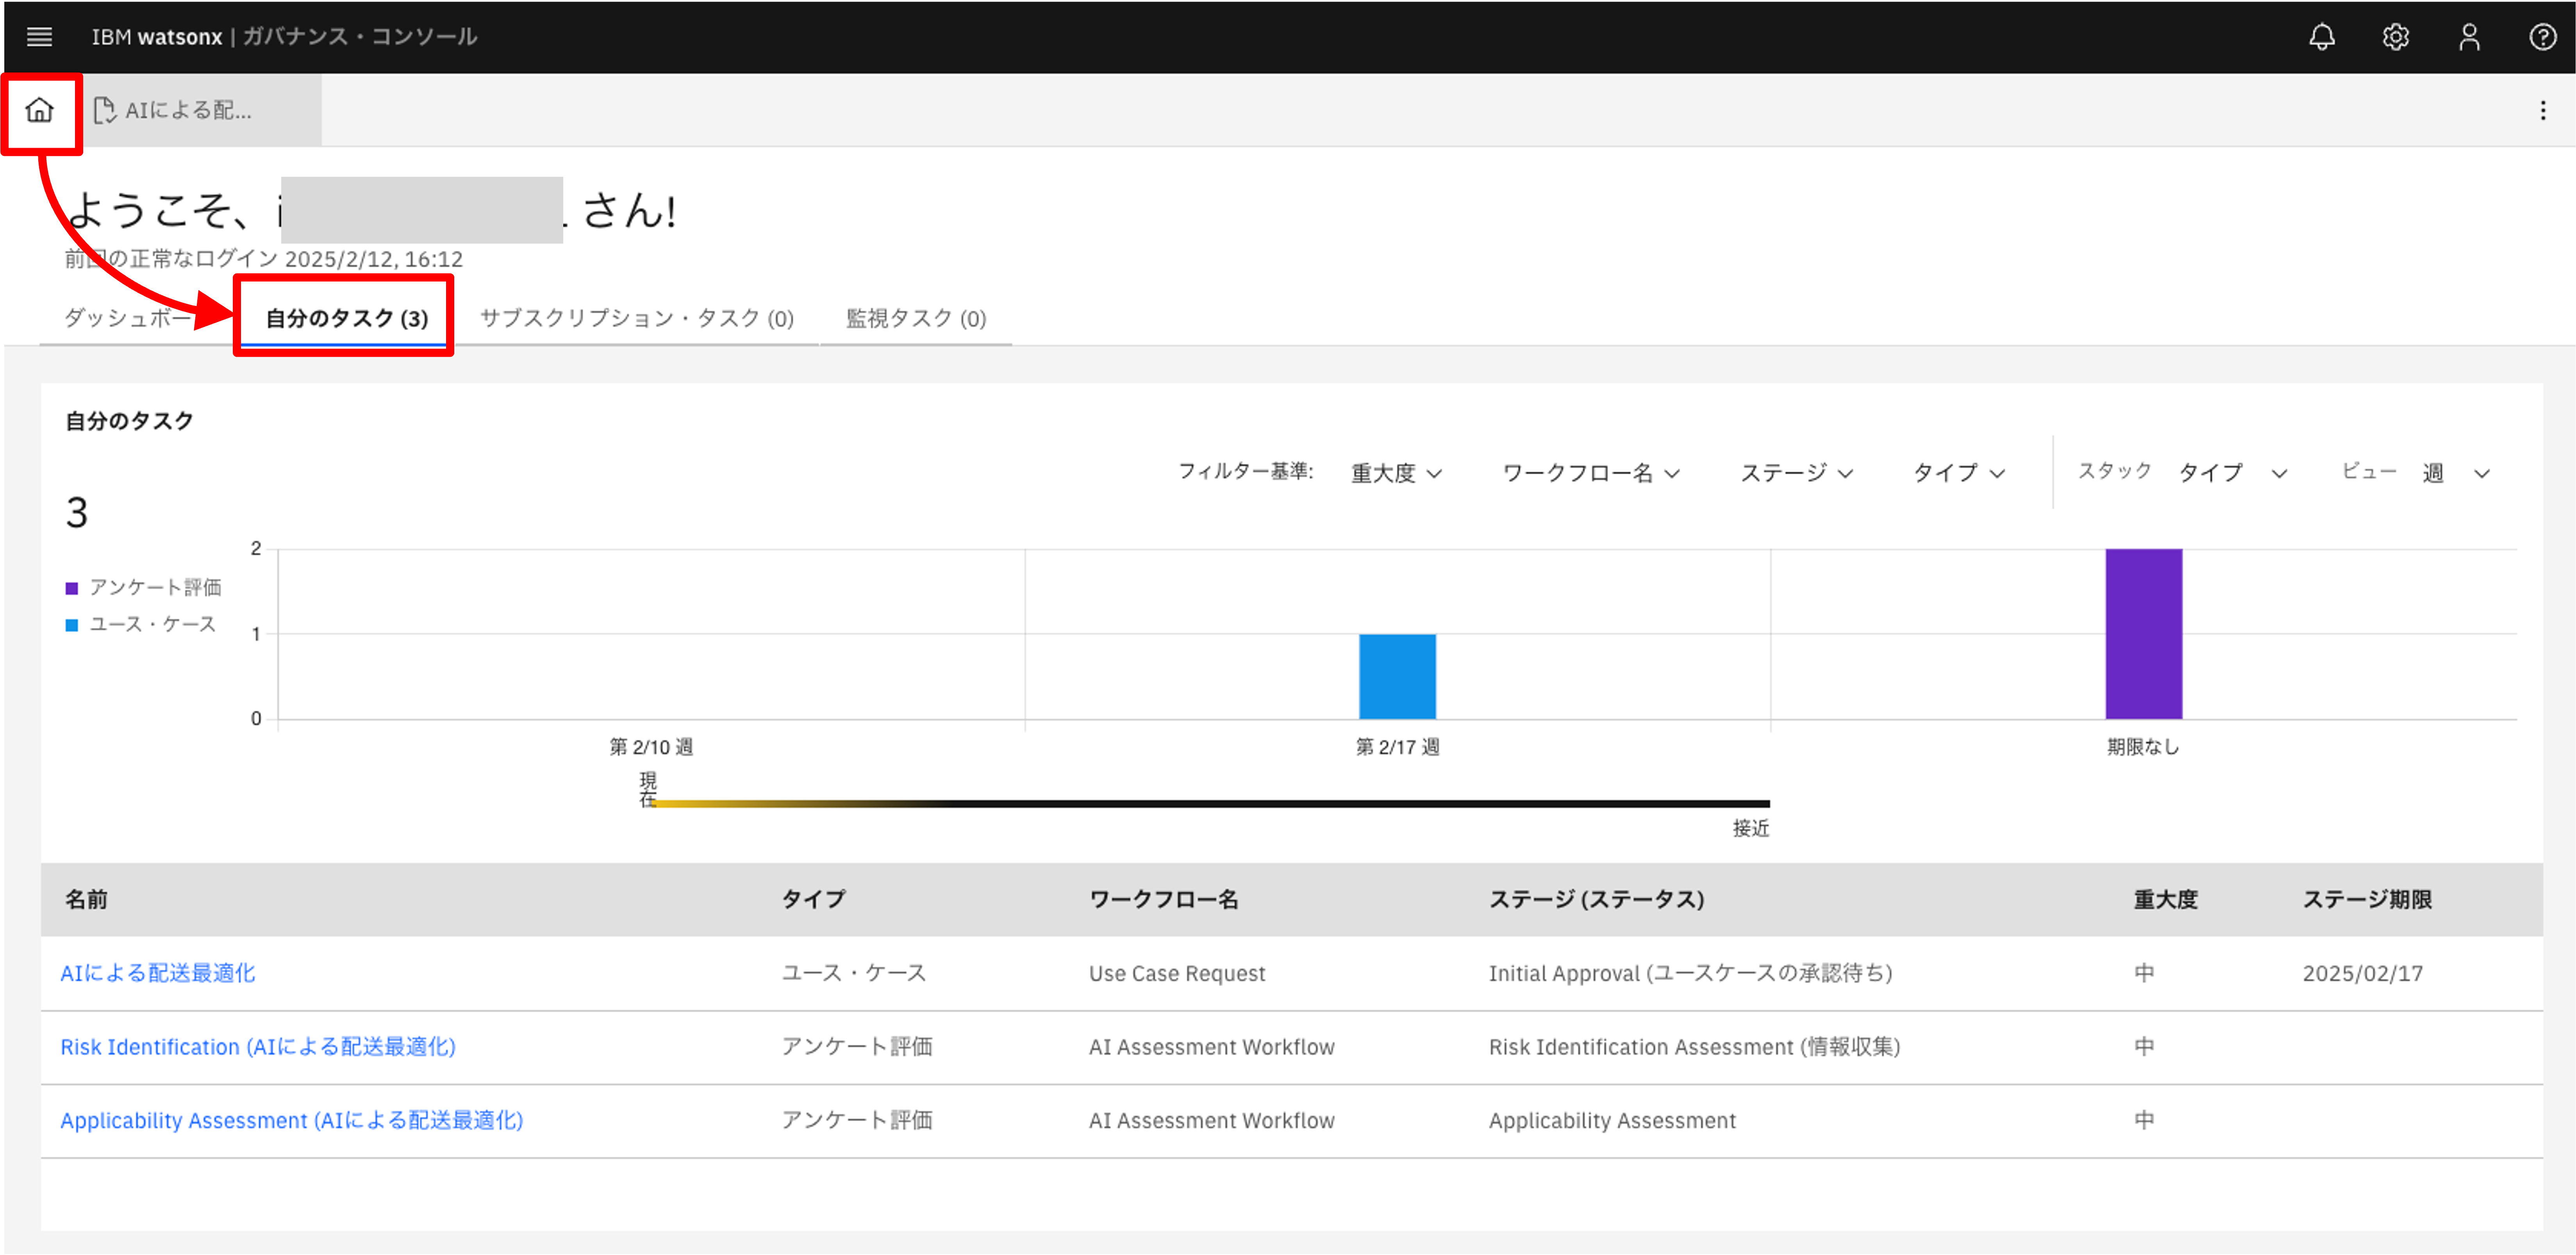 IBM watsonx | ガバナンス・コンソール
AIによる配...
ようこそ、 さん!
前回の正常なログイン 2025/2/12, 16:12
ダッシュボー 自分のタスク (3) サブスクリプション・タスク (0) 監視タスク (0)
自分のタスク
フィルター基準: 重大度 ワークフロー名 ステージ タイプ スタック タイプ ビュー 週
3
アンケート評価
ユース・ケース
2
1
0
第 2/10 週 第 2/17 週 期限なし
現在
接近
名前 タイプ ワークフロー名 ステージ (ステータス) 重大度 ステージ期限
AIによる配送最適化 ユース・ケース Use Case Request Initial Approval (ユースケースの承認待ち) 中 2025/02/17
Risk Identification (AIによる配送最適化) アンケート評価 AI Assessment Workflow Risk Identification Assessment (情報収集) 中
Applicability Assessment (AIによる配送最適化) アンケート評価 AI Assessment Workflow Applicability Assessment 中